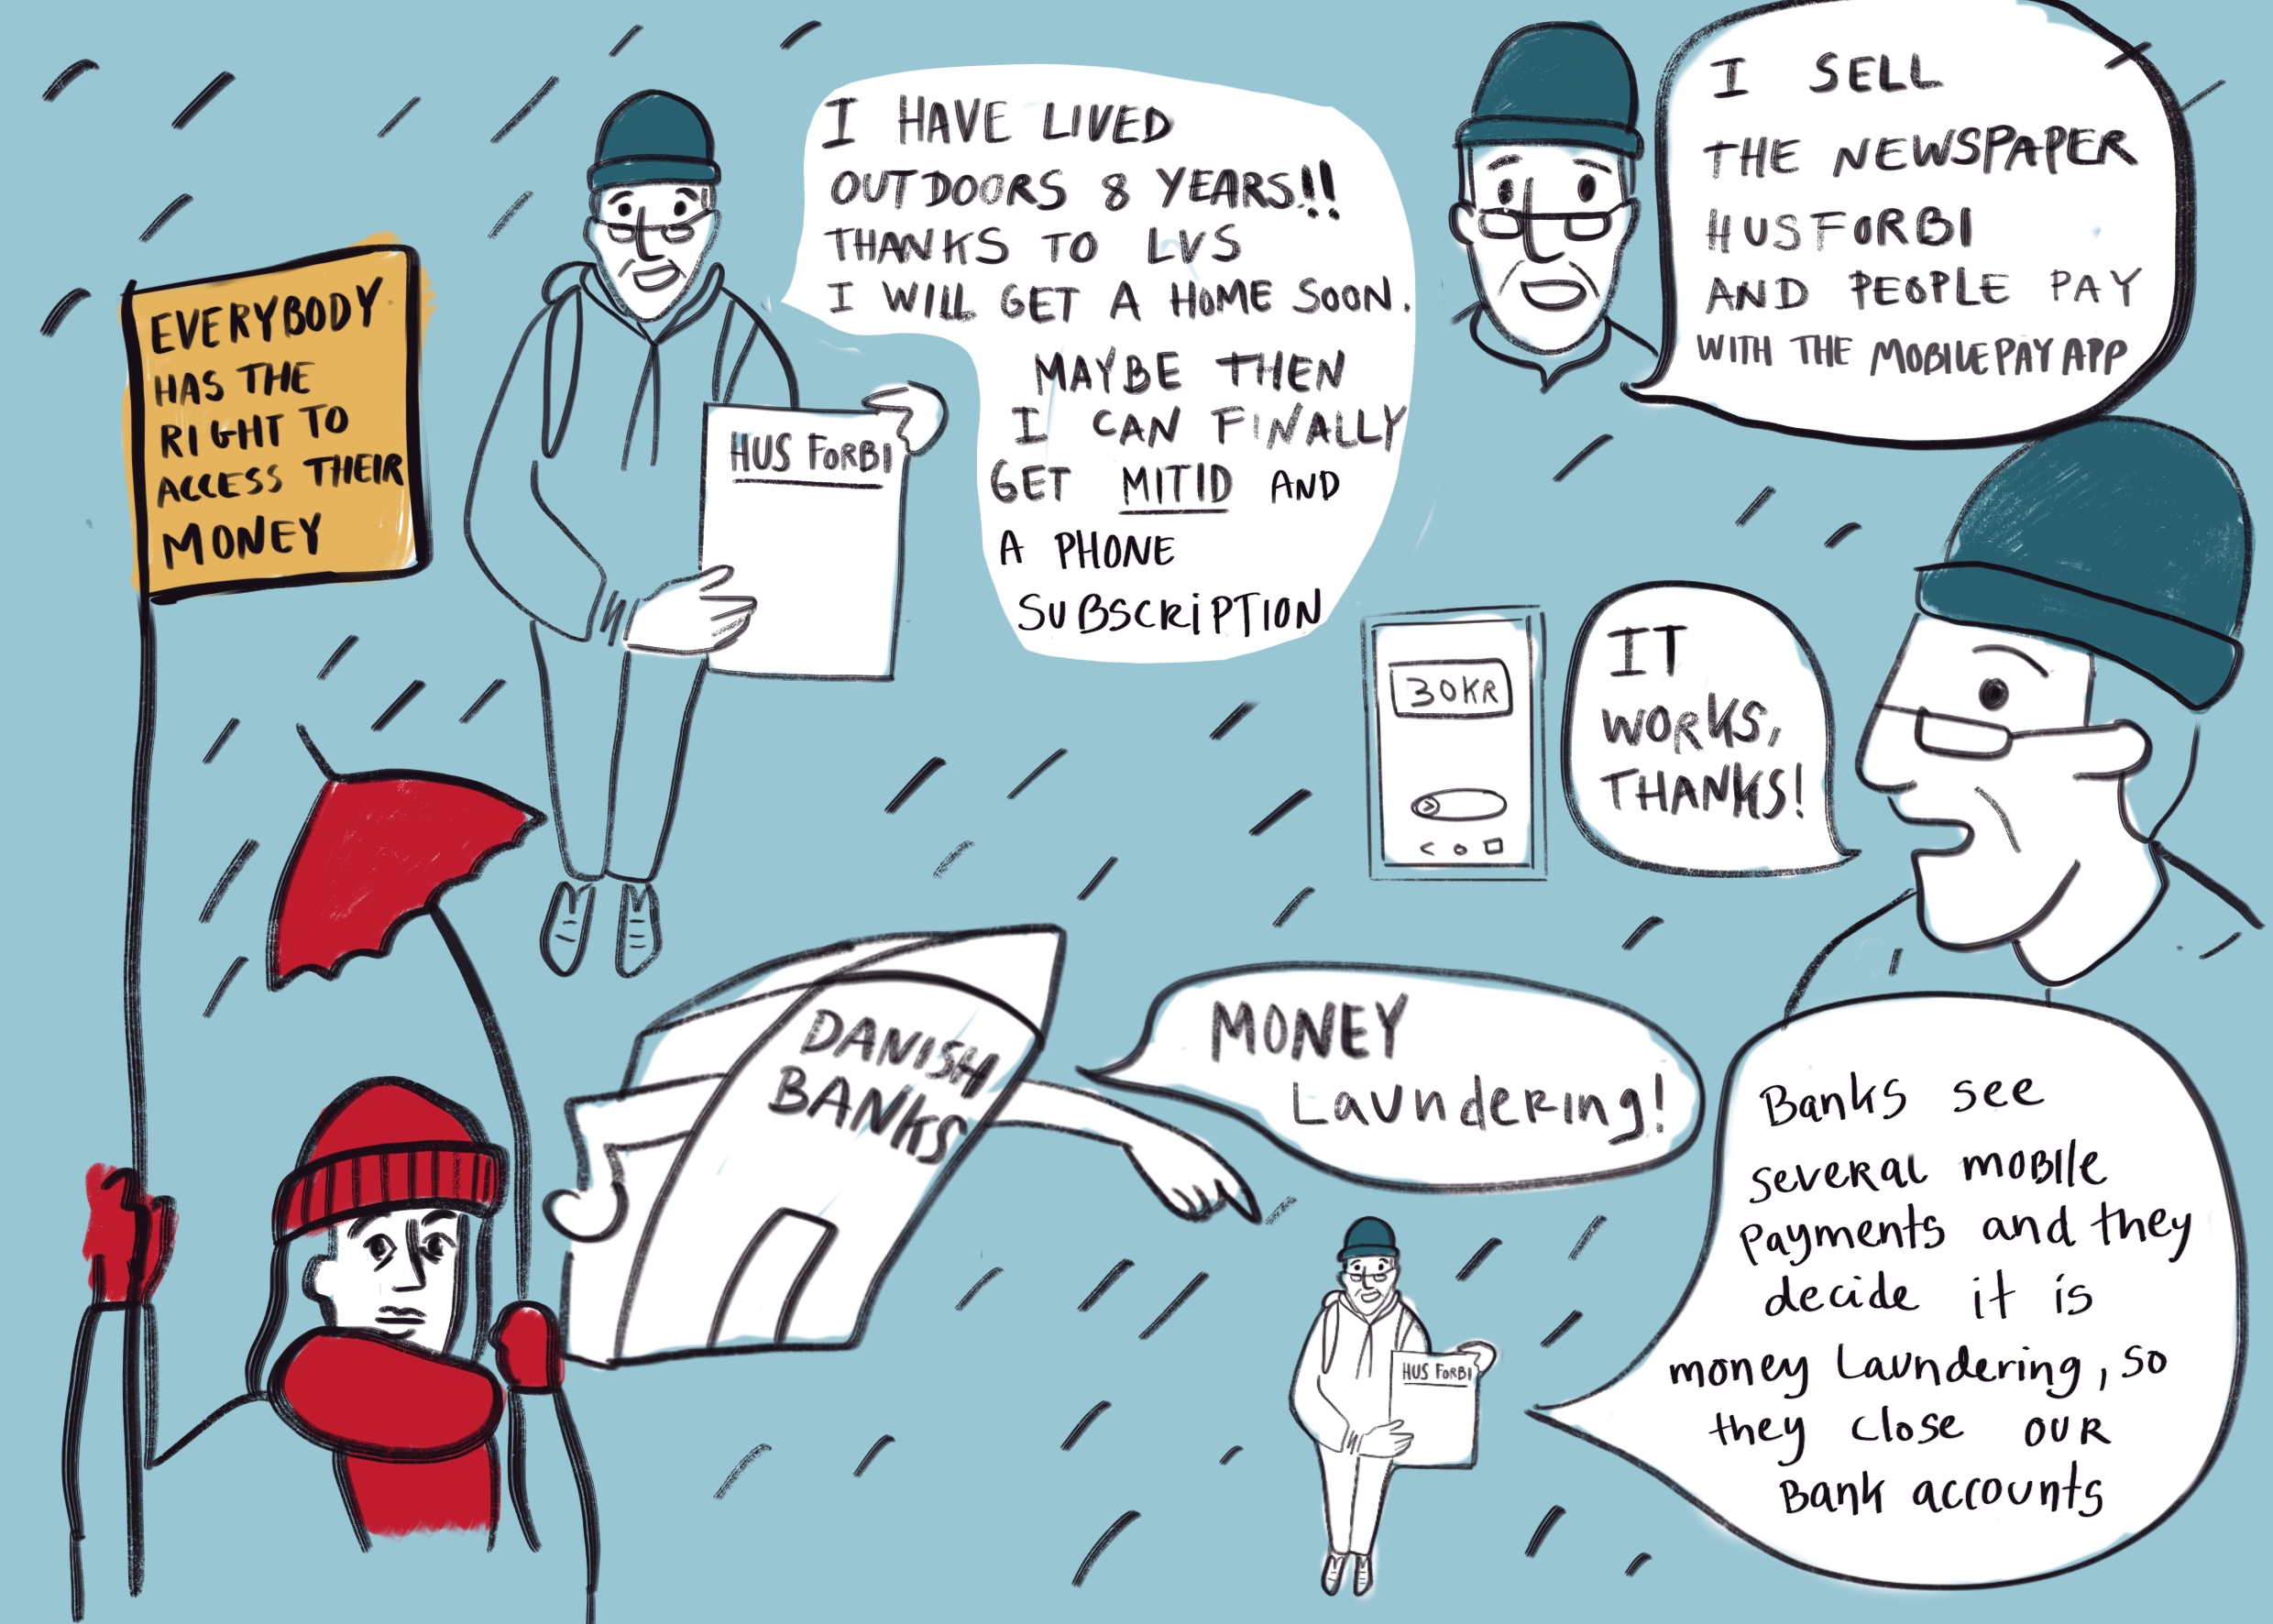 EVERYBODY
HAS THE
RIGHT TO
ACCESS THEIR
MONEY
I HAVE LIVED
OUTDOORS 8 YEARS!!
THANKS TO LVS
I WILL GET A HOME SOON.
MAYBE THEN
I CAN FINALLY
GET MITID AND
A PHONE
SUBSCRIPTION
HUS FORBI
I SELL
THE NEWSPAPER
HUSFORBI
AND PEOPLE PAY
WITH THE MOBILEPAY APP
30KR
IT
WORKS,
THANKS!
DANISH
BANKS
MONEY
Laundering!
HUS FORBI
Banks see
several mobile
payments and they
decide it is
money Laundering, so
they close our
Bank accounts